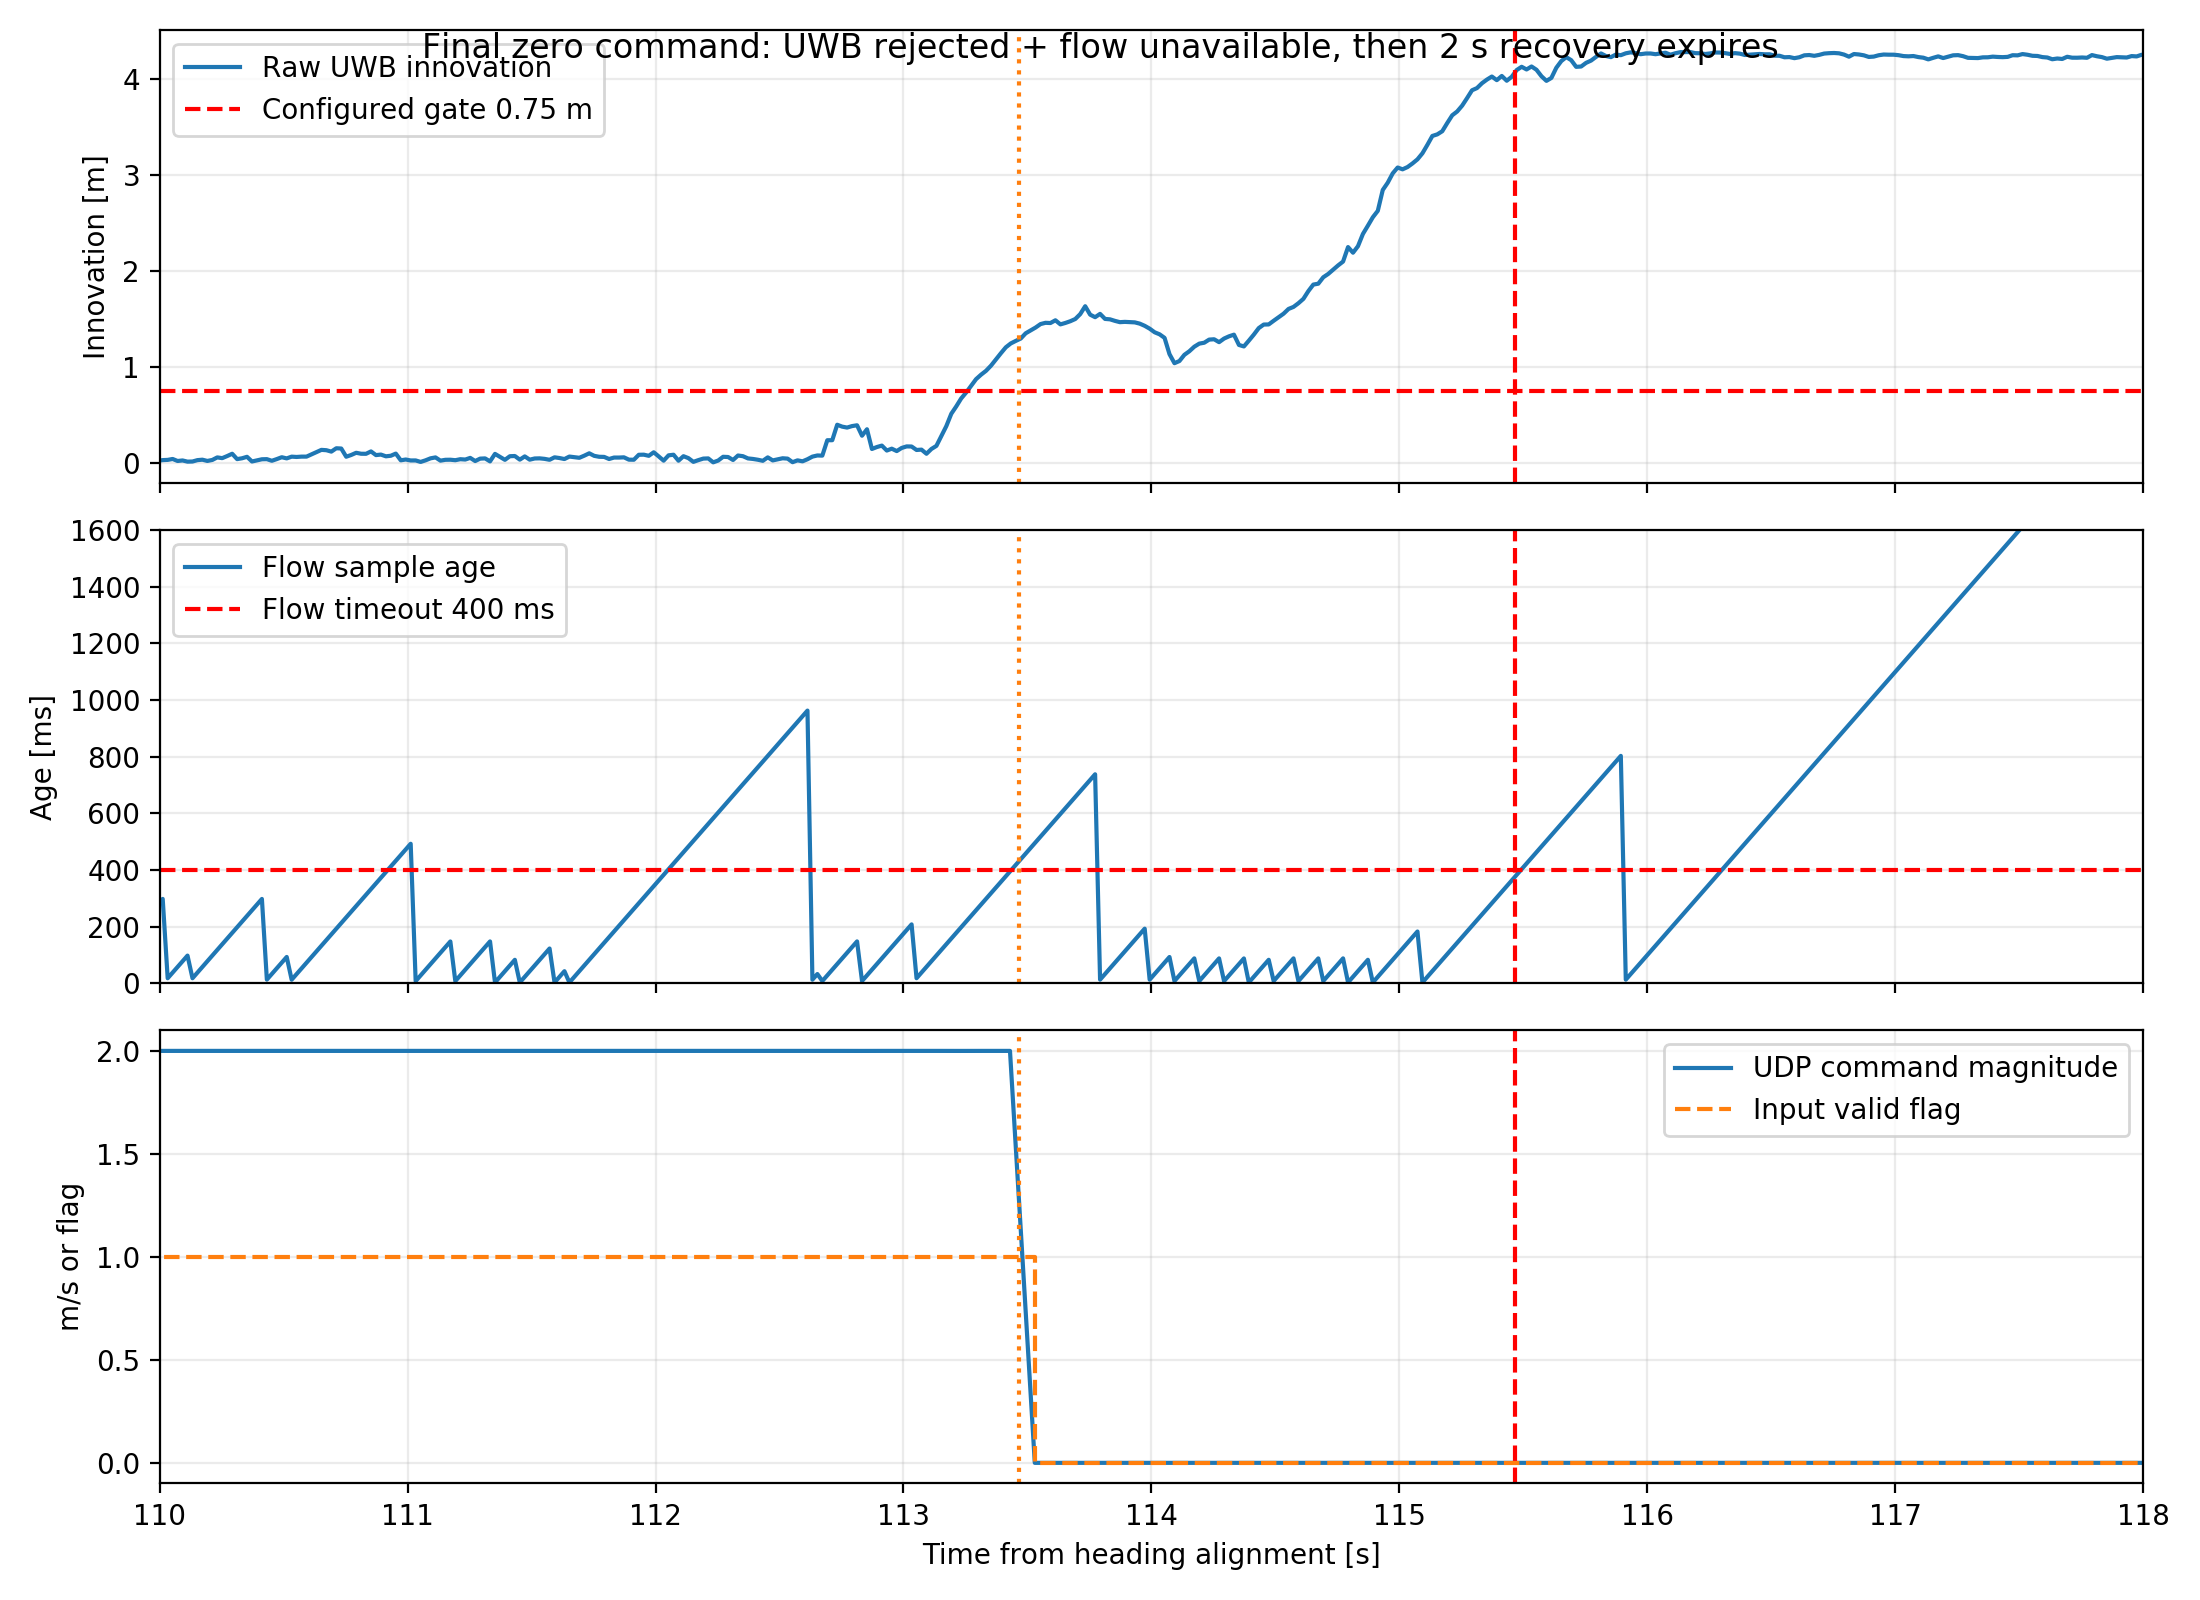 Final zero command: UWB rejected + flow unavailable, then 2 s recovery expires
Raw UWB innovation
Configured gate 0.75 m
Innovation [m]
4
3
2
1
0
Flow sample age
Flow timeout 400 ms
Age [ms]
1600
1400
1200
1000
800
600
400
200
0
UDP command magnitude
Input valid flag
m/s or flag
2.0
1.5
1.0
0.5
0.0
110 111 112 113 114 115 116 117 118
Time from heading alignment [s]